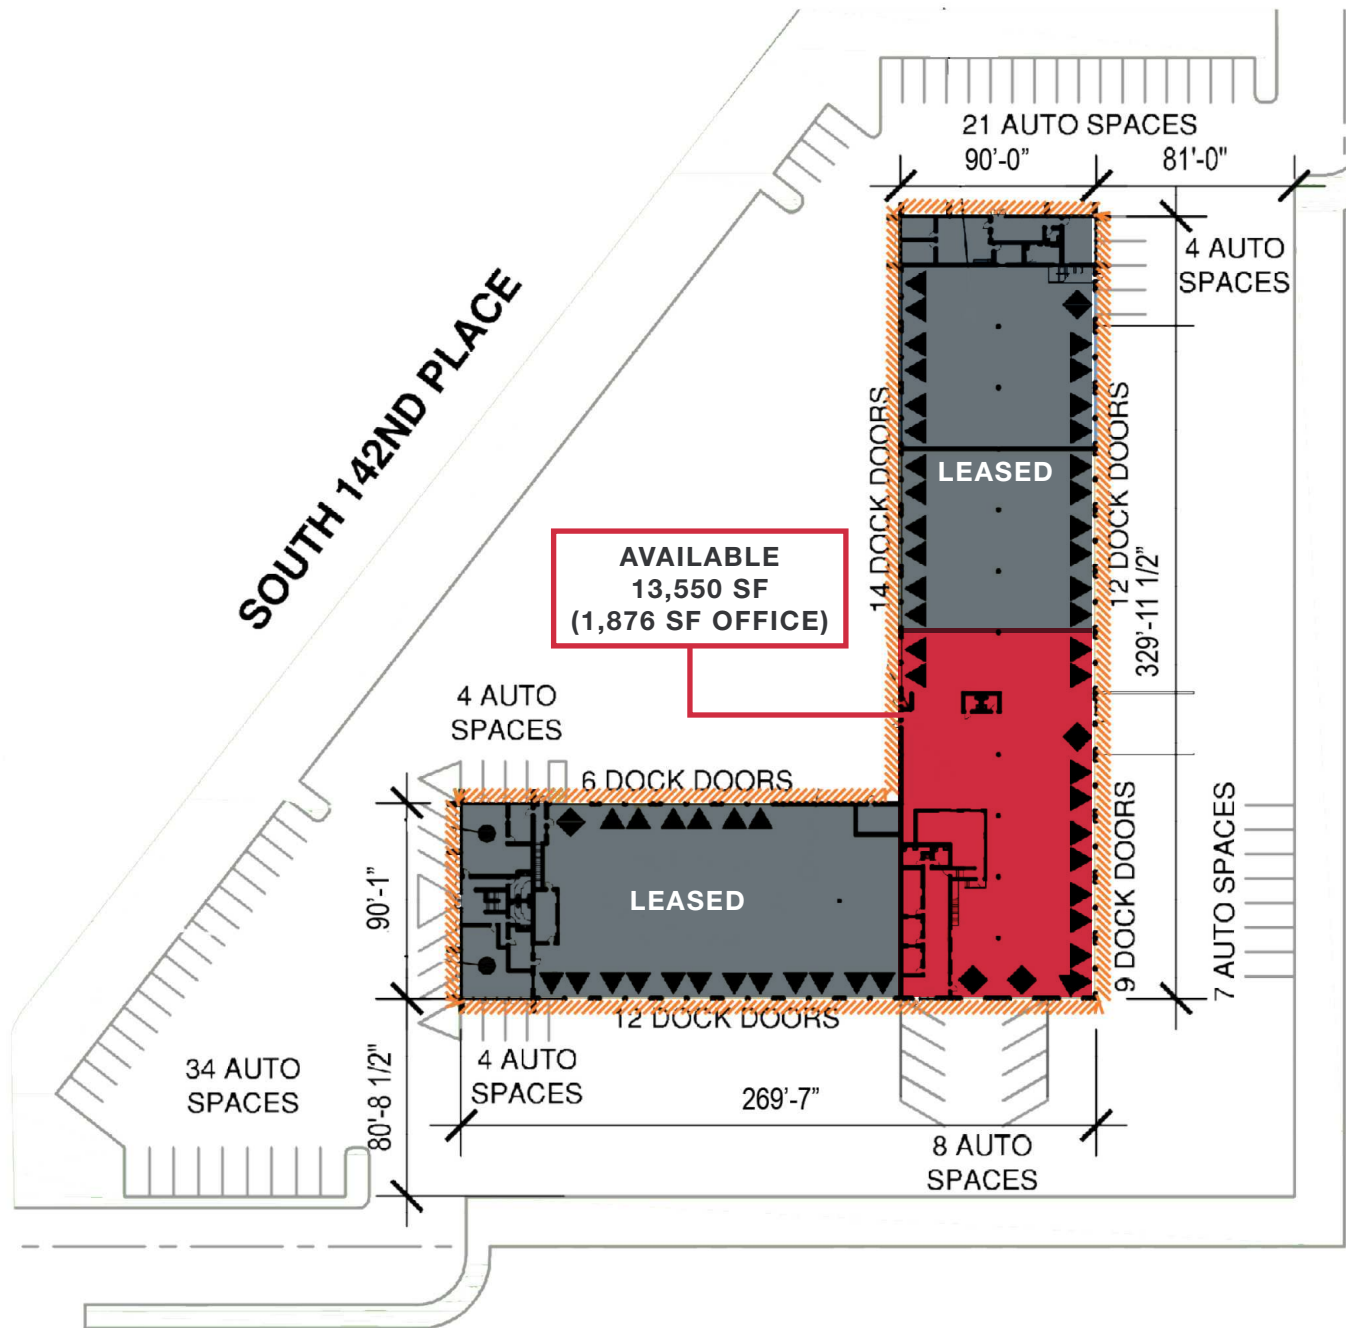 21 AUTO SPACES
90’-0”
81'-0"
4 AUTO
SPACES
SOUTH 142ND PLACE
14 DOCK DOORS
LEASED
12 DOCK DOORS
329'-11 1/2”
AVAILABLE
13,550 SF
(1,876 SF OFFICE)
4 AUTO
SPACES
6 DOCK DOORS
90’-1”
LEASED
9 DOCK DOORS
7 AUTO SPACES
12 DOCK DOORS
34 AUTO
SPACES
80'-8 1/2"
4 AUTO
SPACES
269’-7”
8 AUTO
SPACES